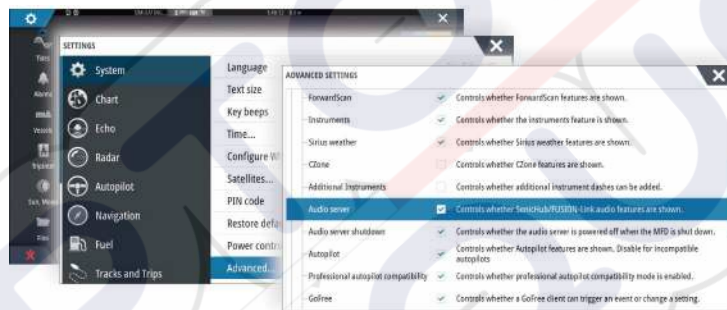 SETTINGS
System
Chart
Echo
Radar
Autopilot
Navigation
Fuel
Tracks and Trips
Language
Text size
Key beeps
Time...
Configure
Satellites...
PIN code
Restore
Power
Advanced...
ADVANCED SETTINGS
ForwardScan Controls whether ForwardScan features are shown.
Instruments Controls whether the instruments feature is shown.
Sirius weather Controls whether Sirius weather features are shown.
CZone Controls whether CZone features are shown.
Additional Instruments Controls whether additional instrument dashes can be added.
Audio server Controls whether SonicHub/FUSION-Link audio features are shown.
Audio server shutdown Controls whether the audio server is powered off when the MFD is shut down.
Autopilot Controls whether Autopilot features are shown. Disable for incompatible
autopilots
Professional autopilot compatibility Controls whether professional autopilot compatibility mode is enabled.
GoFree Controls whether a GoFree client can trigger an event or change a setting.
Alarms
Vessels
Files